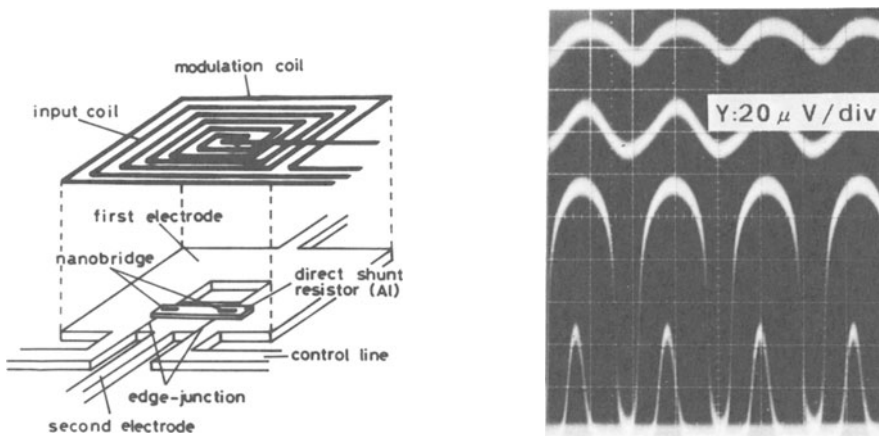 modulation coil
input coil
first electrode
nanobridge
direct shunt
resistor (Al)
control line
edge-junction
second electrode
Y:20 μ V/div